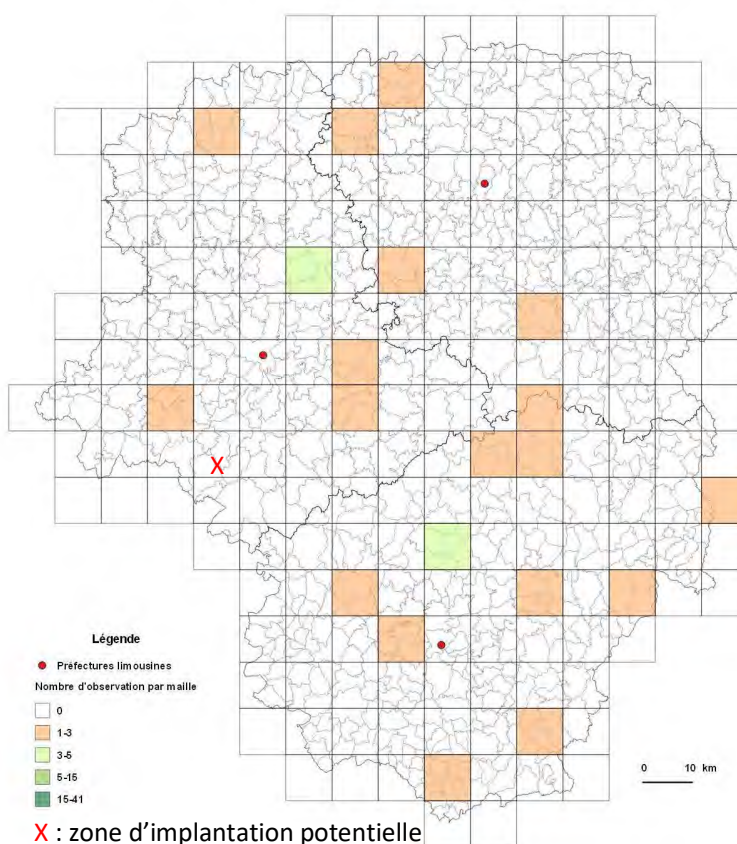 X
Légende
Préfectures limousines
Nombre d'observation par maille
0
1-3
3-5
5-15
15-41
0 10 km
X : zone d'implantation potentielle